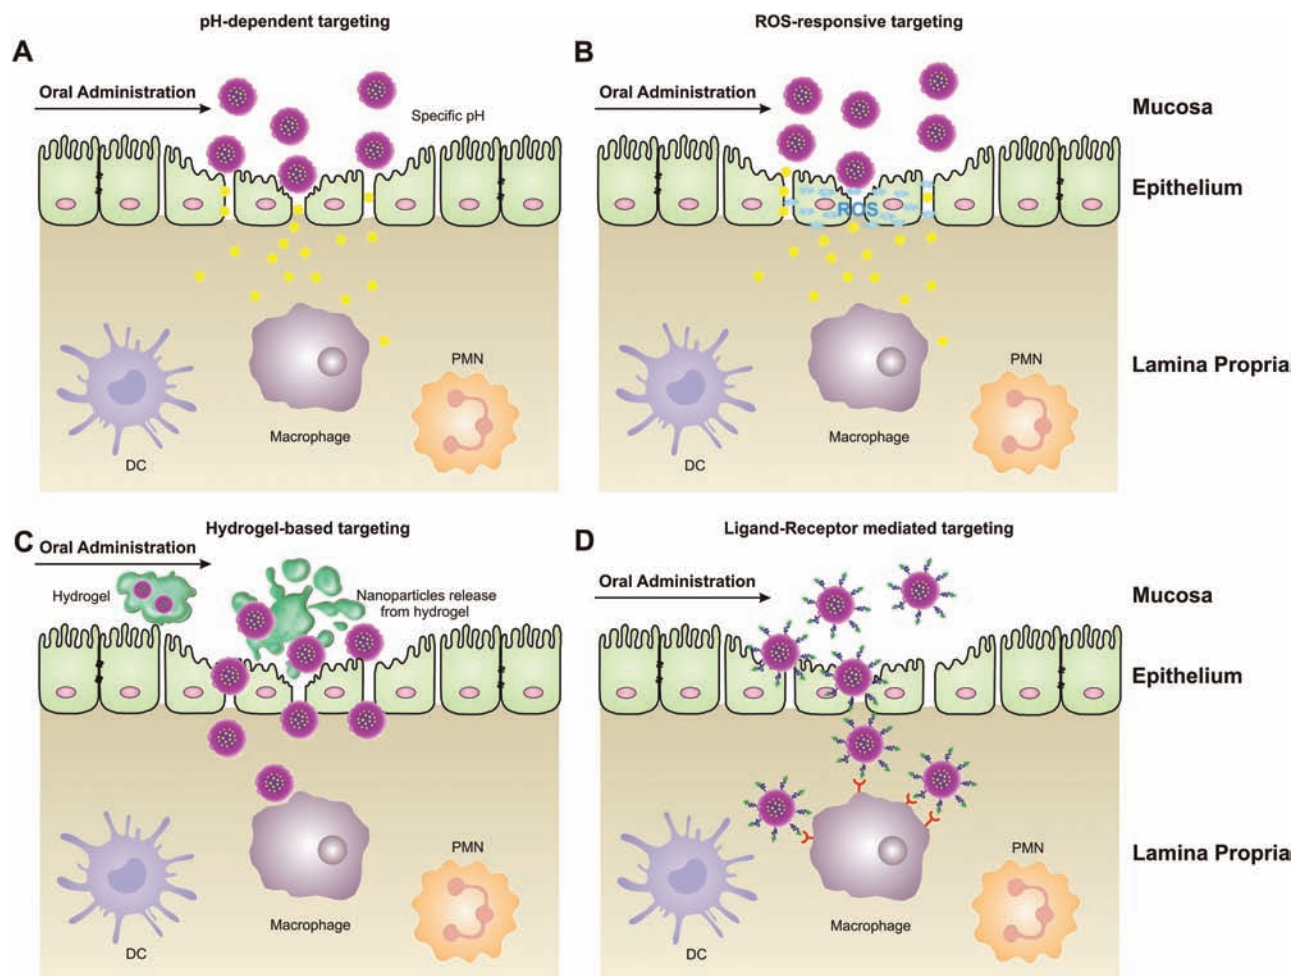 pH-dependent targeting
A
Oral Administration
Specific pH
PMN
Macrophage
DC
ROS-responsive targeting
B
Oral Administration
ROS
PMN
Macrophage
DC
Mucosa
Epithelium
Lamina Propria
Hydrogel-based targeting
C
Oral Administration
Hydrogel
Nanoparticles release
from hydrogel
PMN
Macrophage
DC
Ligand-Receptor mediated targeting
D
Oral Administration
PMN
Macrophage
DC
Mucosa
Epithelium
Lamina Propria